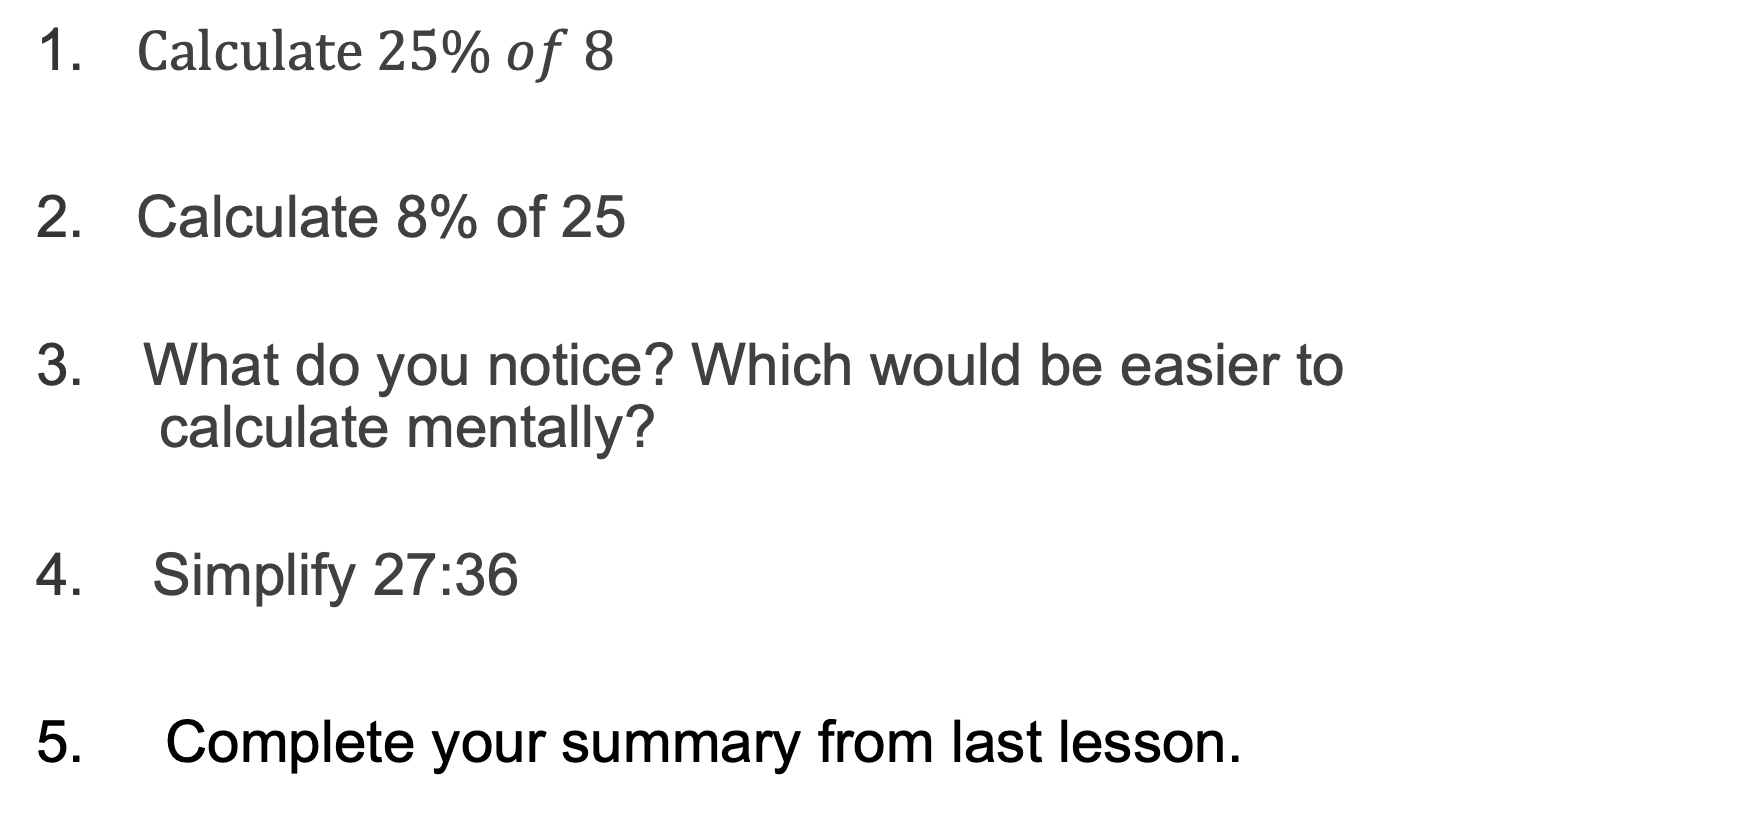 1. Calculate 25% of 8
2. Calculate 8% of 25
3. What do you notice? Which would be easier to
calculate mentally?
4. Simplify 27:36
5. Complete your summary from last lesson.